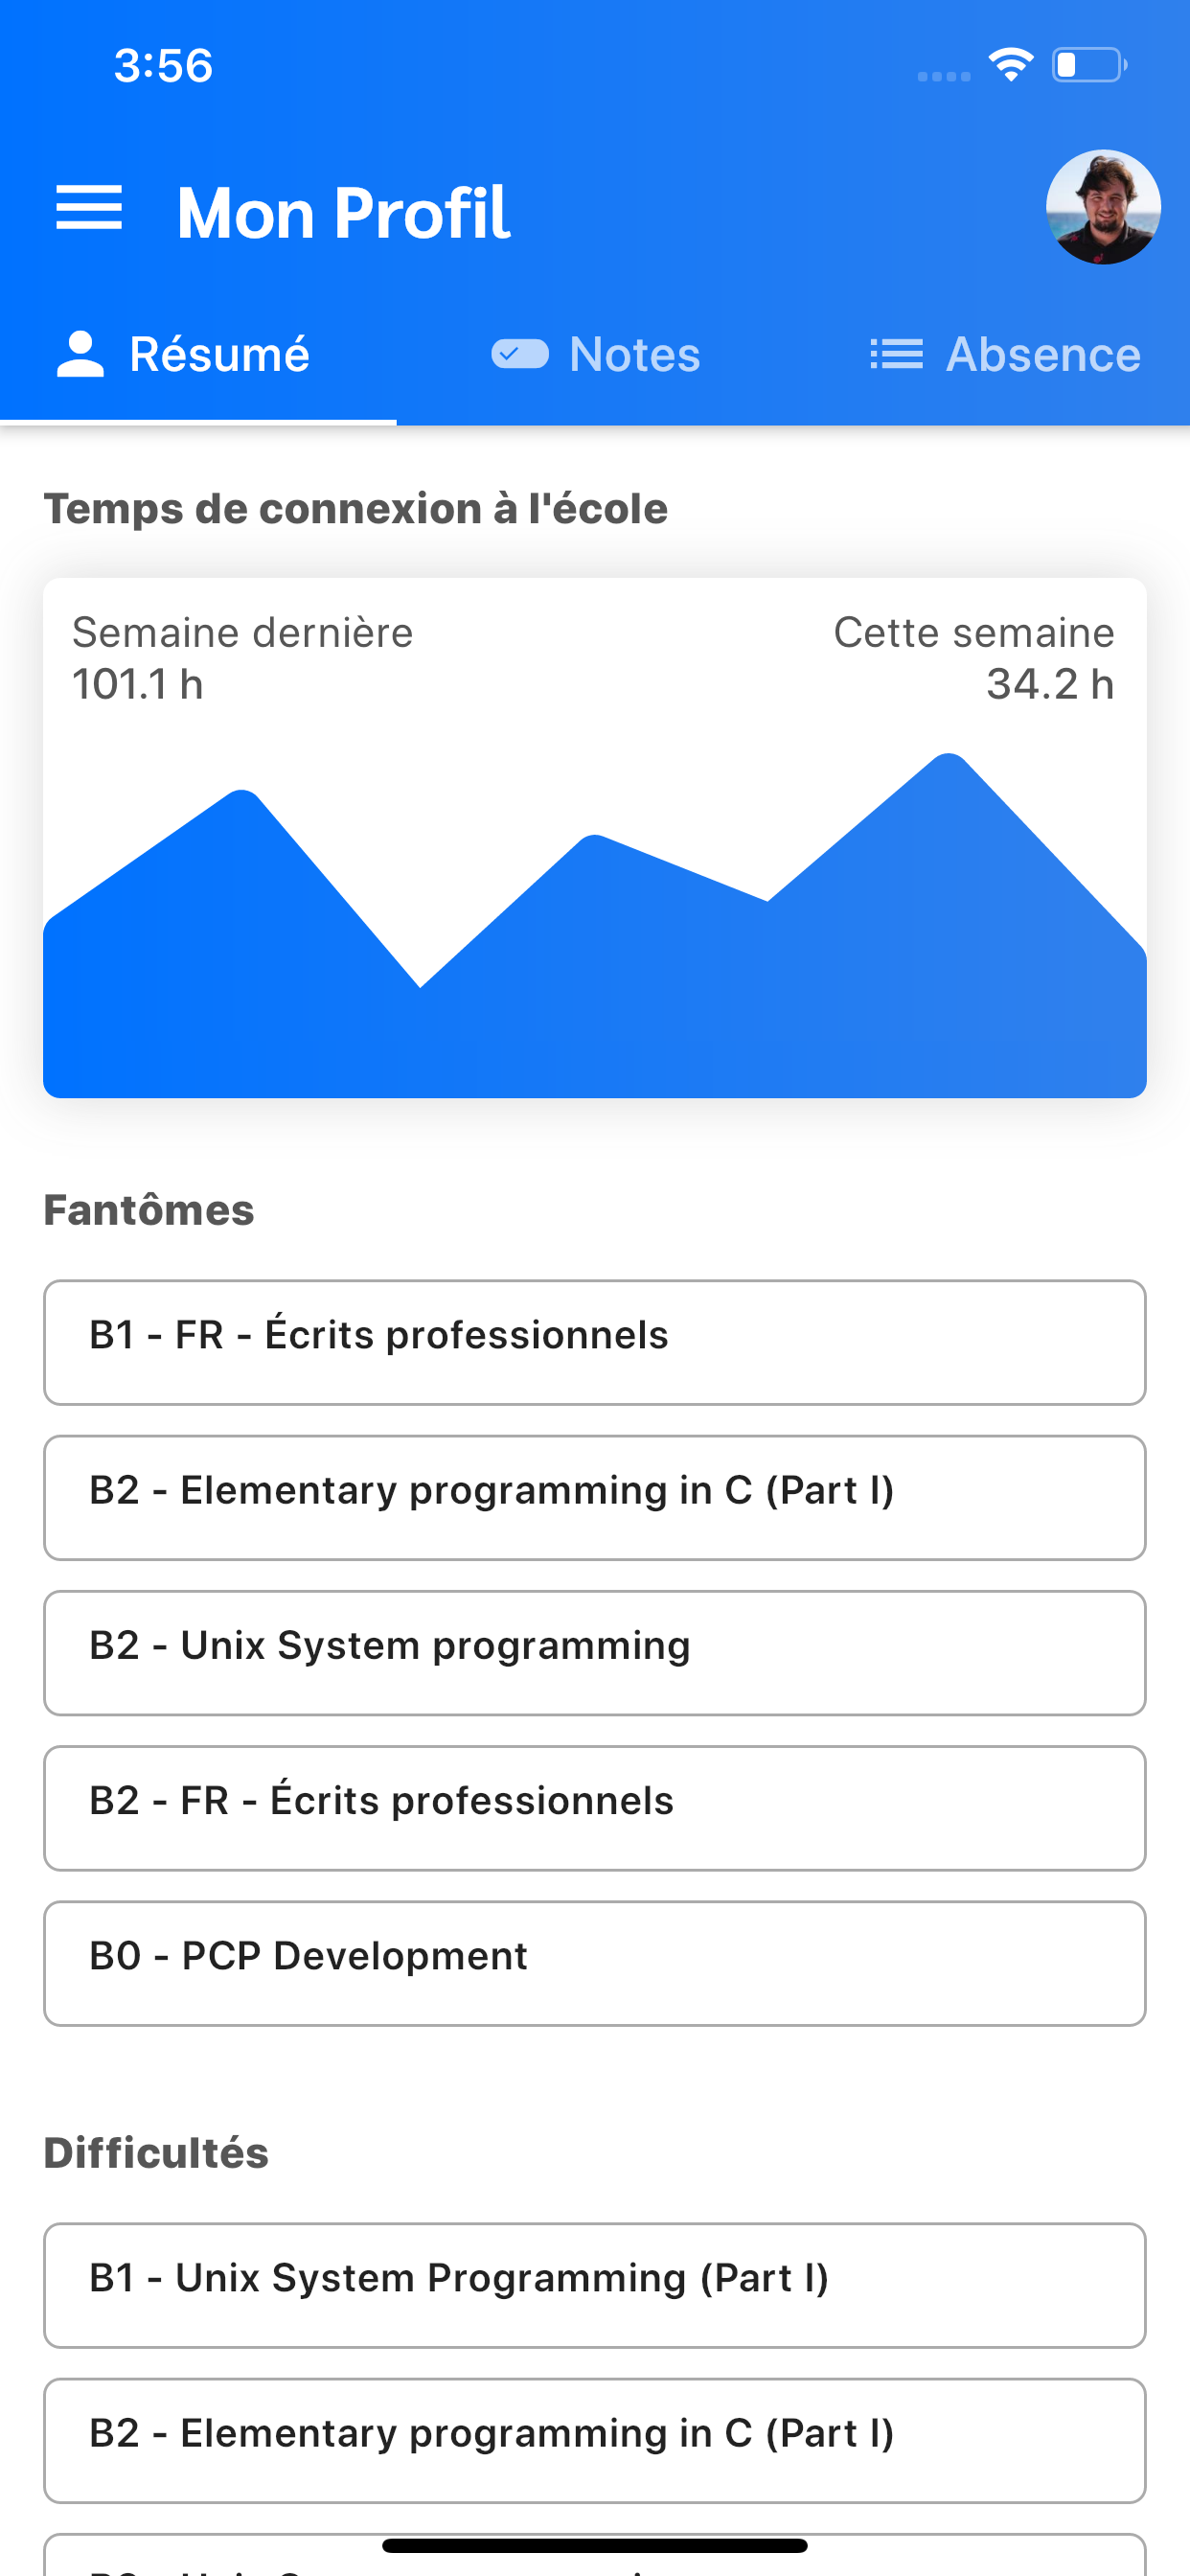 3:56
Mon Profil
Résumé
Notes
Absence
Temps de connexion à l'école
Semaine dernière
Cette semaine
101.1 h
34.2 h
Fantômes
B1 - FR - Écrits professionnels
B2 - Elementary programming in C (Part I)
B2 - Unix System programming
B2 - FR - Écrits professionnels
B0 - PCP Development
Difficultés
B1 - Unix System Programming (Part I)
B2 - Elementary programming in C (Part I)